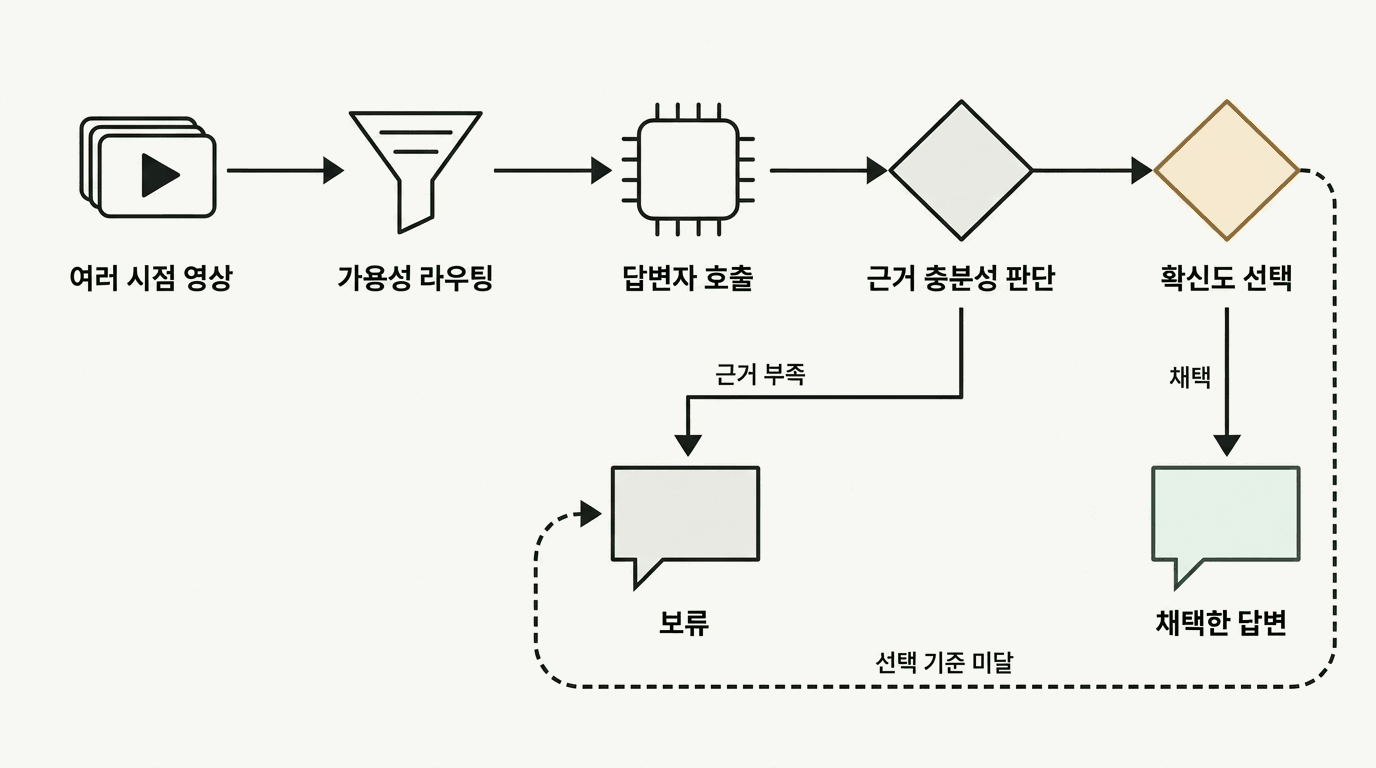 여러 시점 영상
가용성 라우팅
답변자 호출
근거 충분성 판단
확신도 선택
근거 부족
채택
보류
채택한 답변
선택 기준 미달